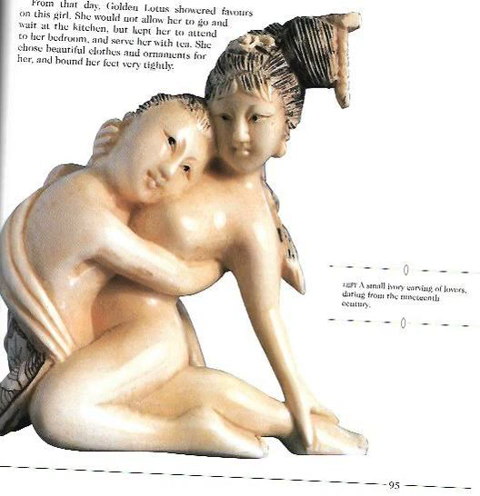 From that day, Golden Lotus showered favours
on this girl. She would not allow her to go and
wait at the kitchen, but kept her to attend
to her bedroom, and serve her with tea. She
chose beautiful clothes and ornaments for
her, and bound her feet very tightly.
LEFT A small ivory carving of lovers,
dating from the nineteenth
century.
95